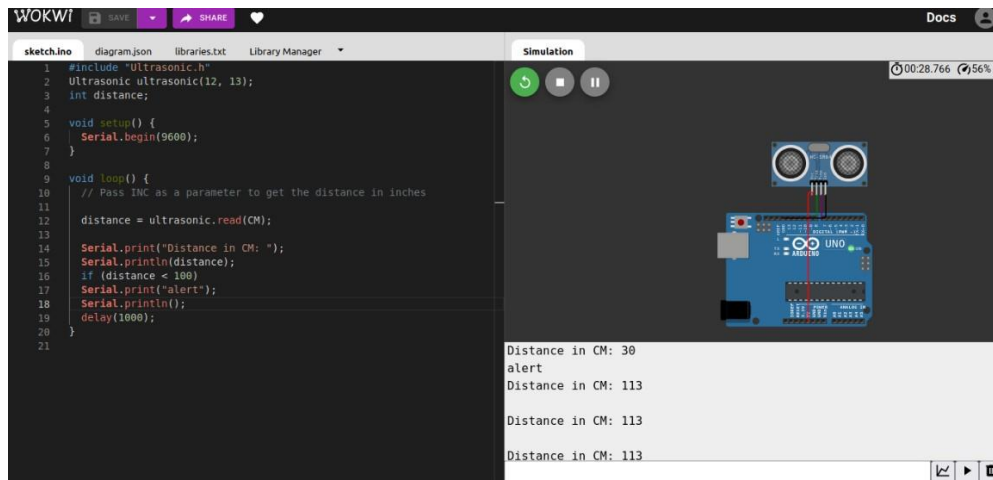 WOKWI SAVE SHARE Docs
sketch.ino diagram.json libraries.txt Library Manager Simulation
1 #include "Ultrasonic.h"
2 Ultrasonic ultrasonic(12, 13);
3 int distance;
4
5 void setup() {
6 Serial.begin(9600);
7 }
8
9 void loop() {
10 // Pass INC as a parameter to get the distance in inches
11
12 distance = ultrasonic.read(CM);
13
14 Serial.print("Distance in CM: ");
15 Serial.println(distance);
16 if (distance < 100)
17 Serial.print("alert");
18 Serial.println();
19 delay(1000);
20 }
21
00:28.766 56%
DIGITAL (PWM ~)
UNO
ARDUINO
POWER ANALOG IN
Distance in CM: 30
alert
Distance in CM: 113
Distance in CM: 113
Distance in CM: 113